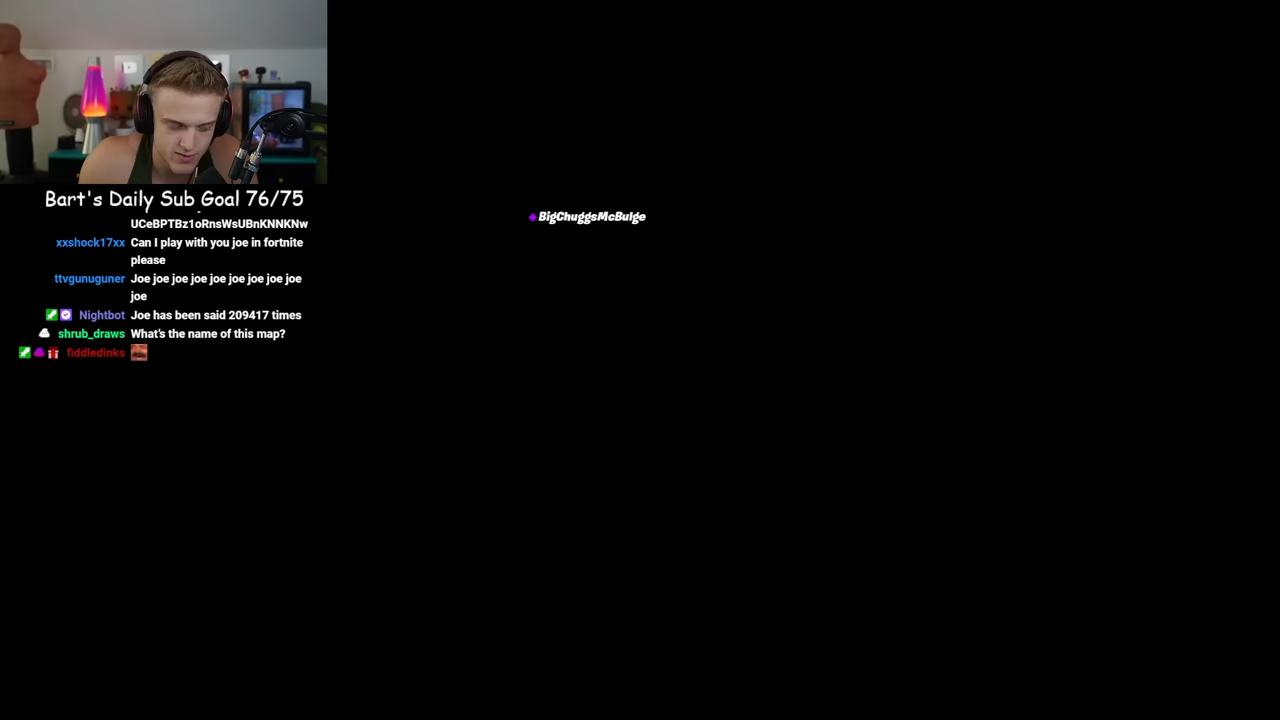 Bart's Daily Sub Goal 76/75
UCeBPTBz1oRnsWsUBnKNNKNw
xxshock17xx Can I play with you joe in fortnite
please
ttvgunuguner Joe joe joe joe joe joe joe joe joe
joe
Nightbot Joe has been said 209417 times
shrub_draws What's the name of this map?
fiddledinks
BigChuggsMcBulge